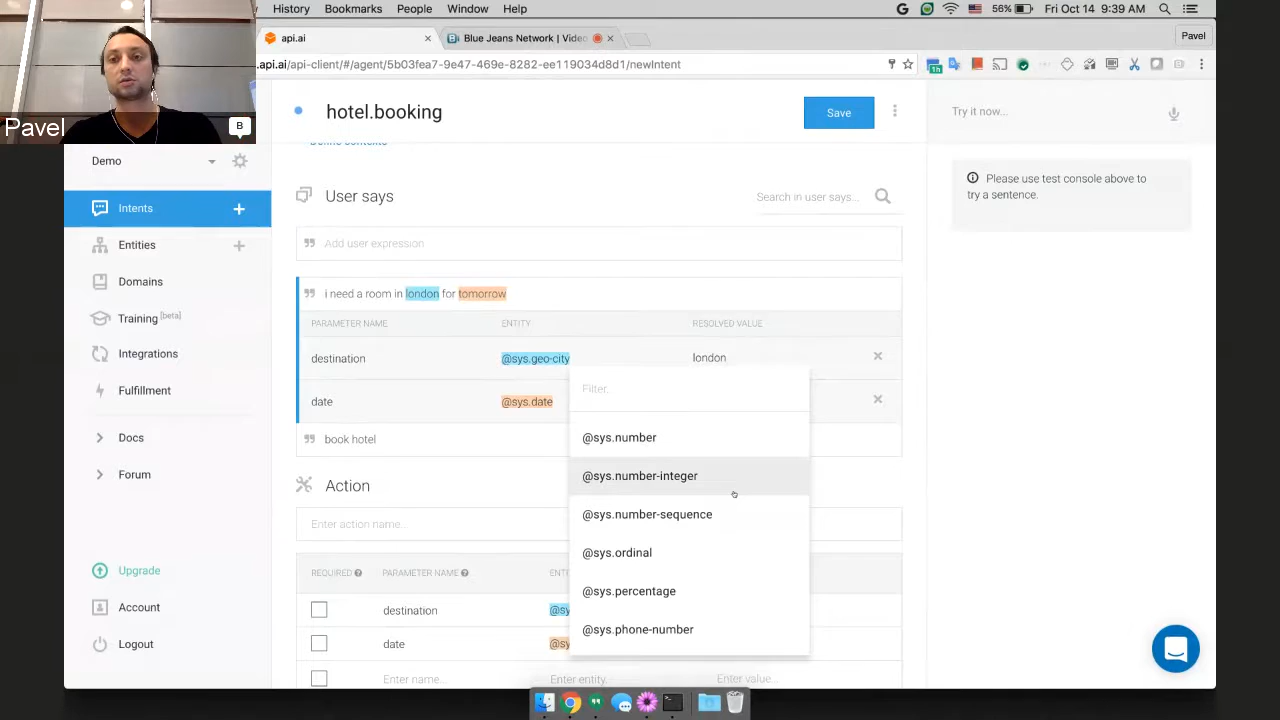 History Bookmarks People Window Help 56% Fri Oct 14 9:39 AM
api.ai Blue Jeans Network | Video Pavel
.api.ai/api-client/#/agent/5b03fea7-9e47-469e-8282-ee119034d8d1/newIntent 1h
Pavel B
hotel.booking Save Try it now...
Define contexts
Demo
Please use test console above to
try a sentence.
Intents +
Entities +
Domains
Training [beta]
Integrations
Fulfillment
Docs
Forum
Upgrade
Account
Logout
User says Search in user says...
Add user expression
i need a room in london for tomorrow
PARAMETER NAME ENTITY RESOLVED VALUE
destination @sys.geo-city london
date @sys.date
book hotel
Filter.
@sys.number
@sys.number-integer
@sys.number-sequence
@sys.ordinal
@sys.percentage
@sys.phone-number
Action
Enter action name...
REQUIRED PARAMETER NAME ENTI
destination @sy
date @sy
Enter name... Enter entity. Enter value...